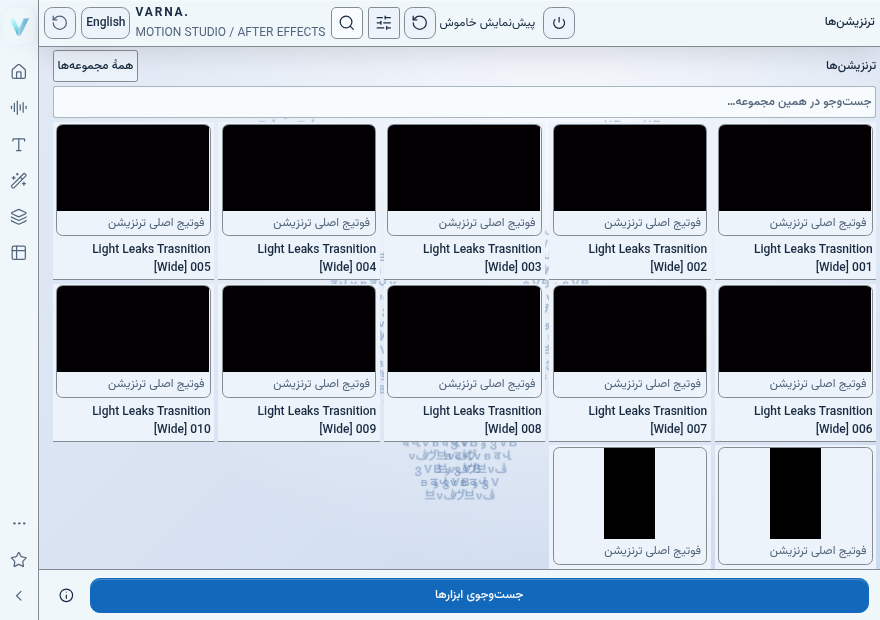 ترنزیشن‌ها
پیش‌نمایش خاموش
VARNA.
MOTION STUDIO / AFTER EFFECTS
English
ترنزیشن‌ها
همهٔ مجموعه‌ها
جست‌وجو در همین مجموعه…
فوتیج اصلی ترنزیشن
Light Leaks Trasnition
[Wide] 001
فوتیج اصلی ترنزیشن
Light Leaks Trasnition
[Wide] 002
فوتیج اصلی ترنزیشن
Light Leaks Trasnition
[Wide] 003
فوتیج اصلی ترنزیشن
Light Leaks Trasnition
[Wide] 004
فوتیج اصلی ترنزیشن
Light Leaks Trasnition
[Wide] 005
فوتیج اصلی ترنزیشن
Light Leaks Trasnition
[Wide] 006
فوتیج اصلی ترنزیشن
Light Leaks Trasnition
[Wide] 007
فوتیج اصلی ترنزیشن
Light Leaks Trasnition
[Wide] 008
فوتیج اصلی ترنزیشن
Light Leaks Trasnition
[Wide] 009
فوتیج اصلی ترنزیشن
Light Leaks Trasnition
[Wide] 010
فوتیج اصلی ترنزیشن
فوتیج اصلی ترنزیشن
جست‌وجوی ابزارها